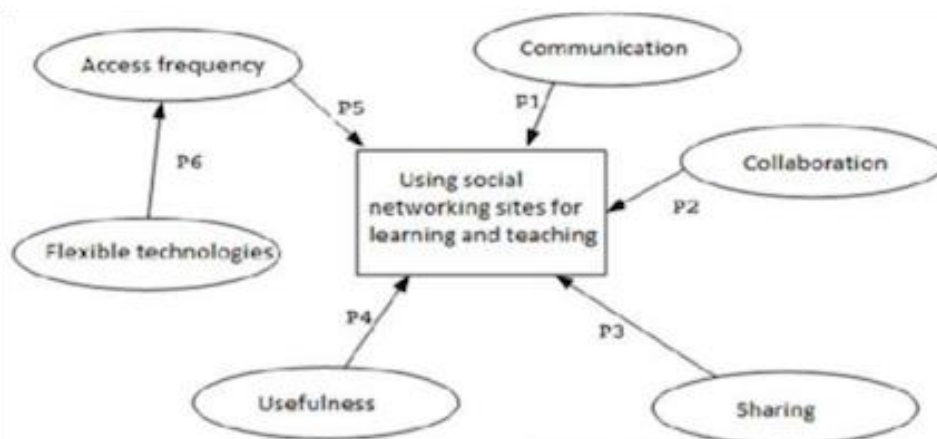 Communication
Access frequency
P5
P1
P6
Using social
networking sites for
learning and teaching
Collaboration
P2
Flexible technologies
P4
P3
Usefulness
Sharing